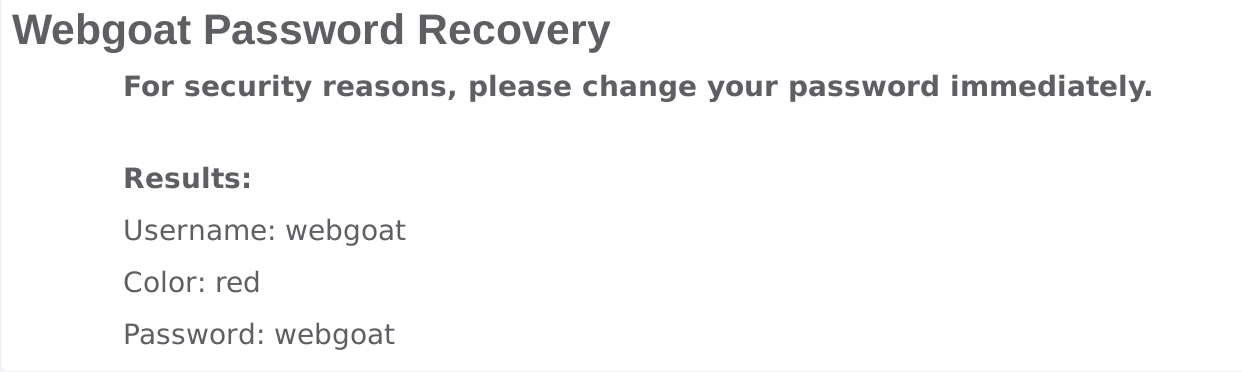 Webgoat Password Recovery
For security reasons, please change your password immediately.
Results:
Username: webgoat
Color: red
Password: webgoat